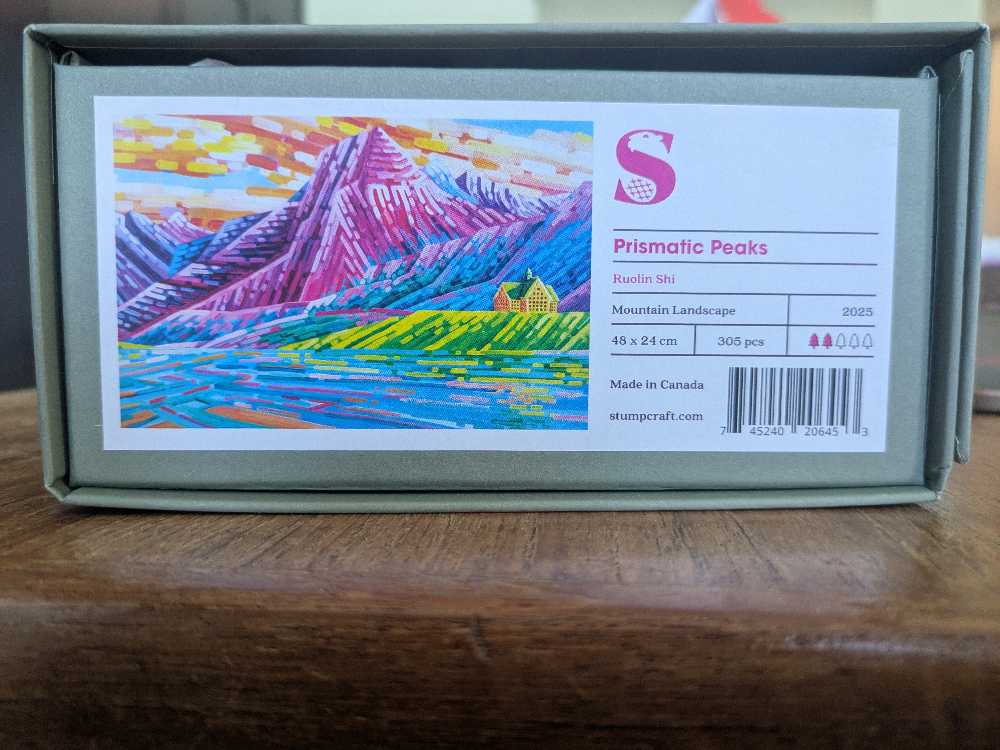 S
Prismatic Peaks
Ruolin Shi
Mountain Landscape 2025
48 x 24 cm 305 pcs
Made in Canada
stumpcraft.com
7 45240 20645 3